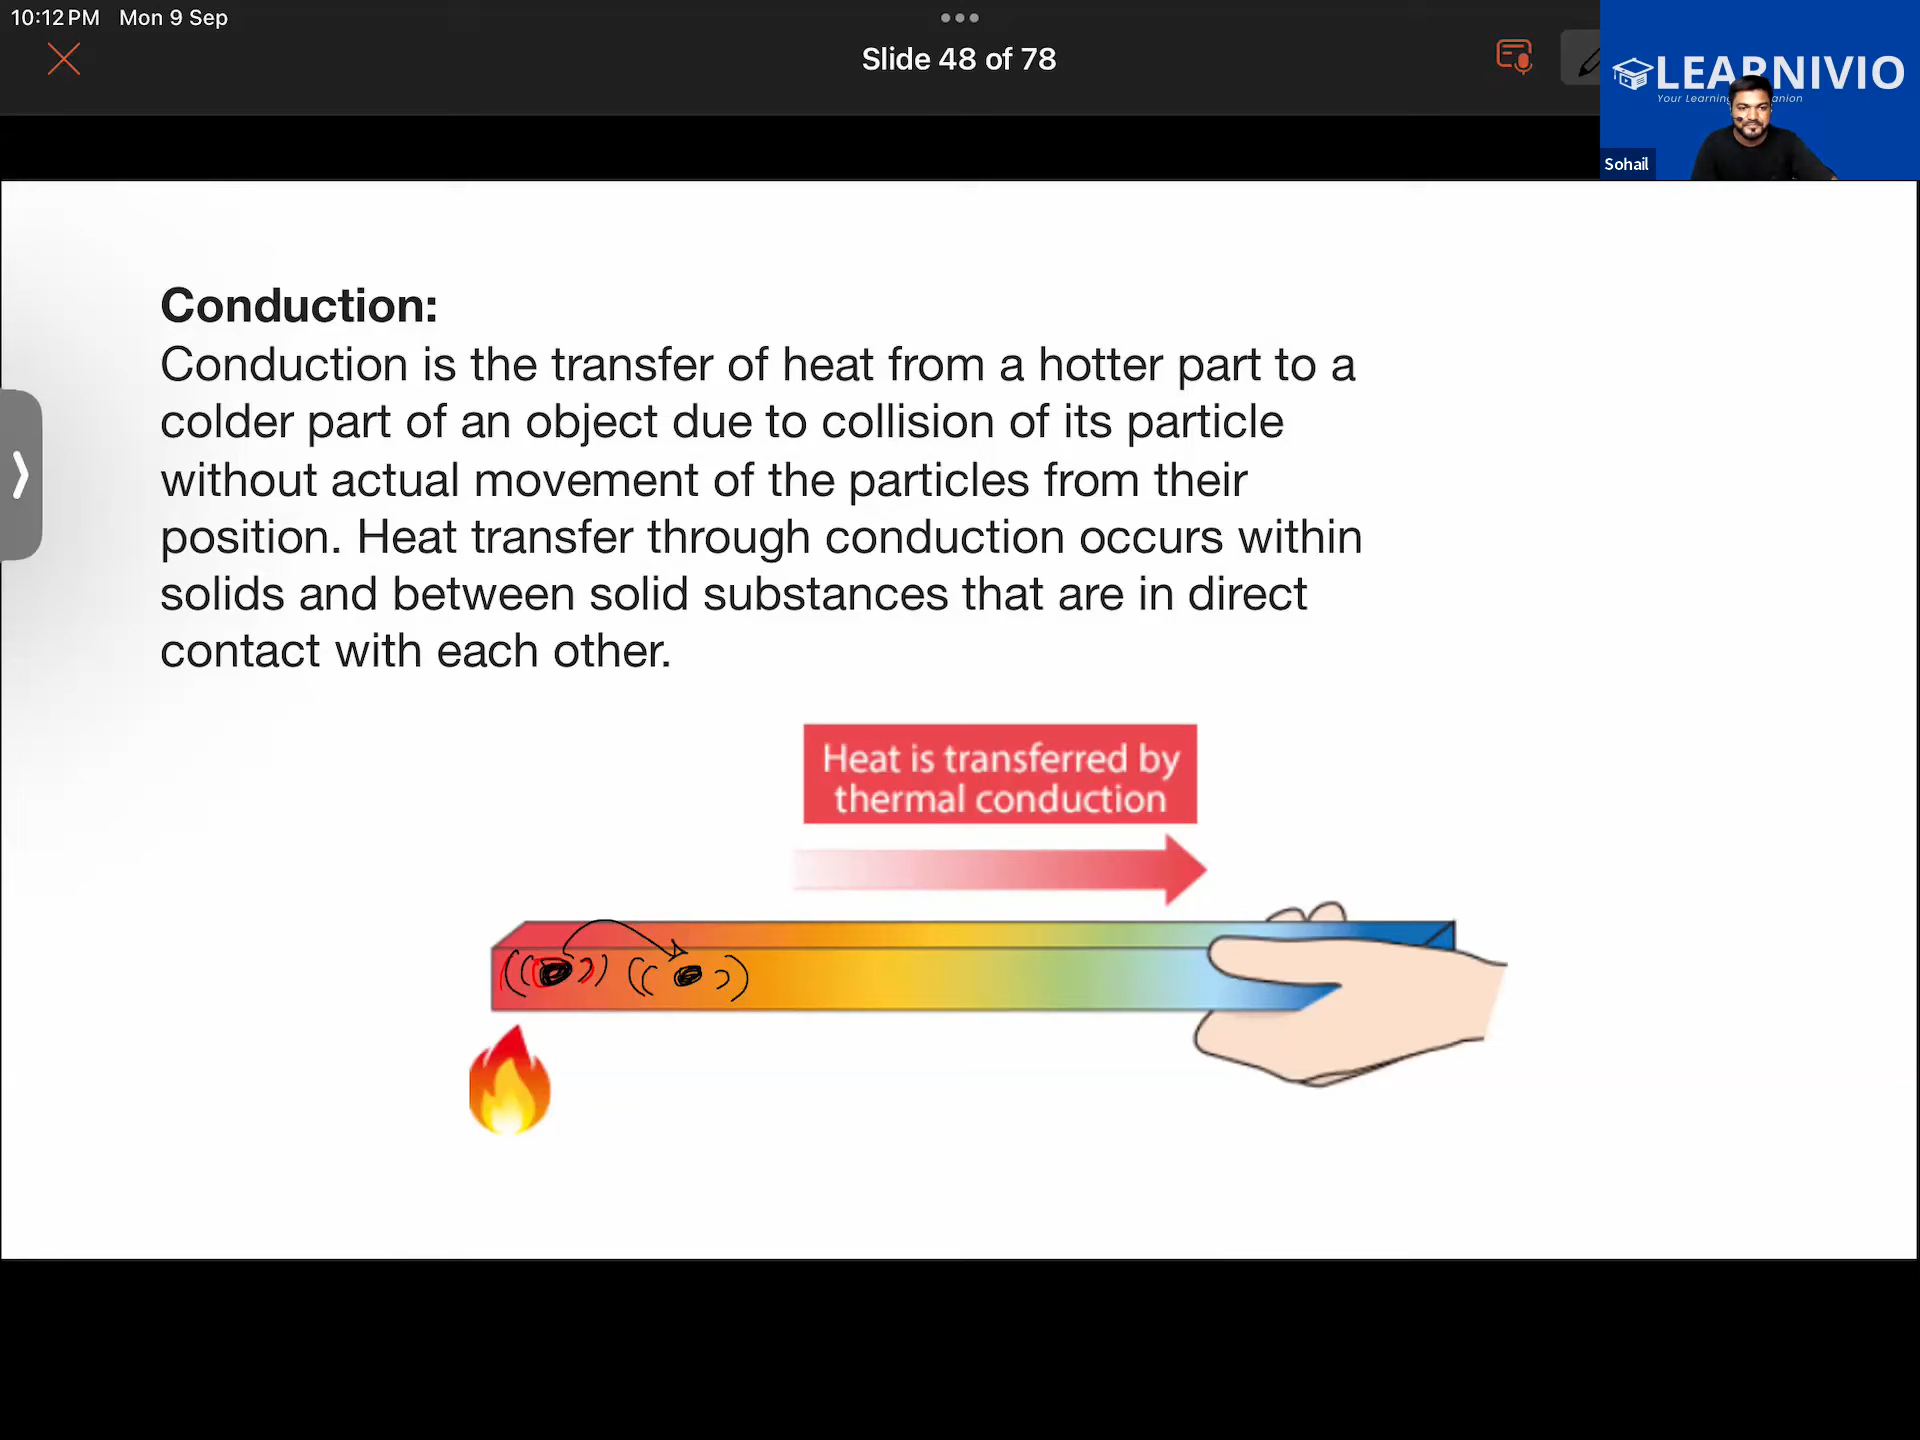 10:12 PM Mon 9 Sep
Slide 48 of 78
LEARNIVIO
Your Learning
Sohail
Conduction:
Conduction is the transfer of heat from a hotter part to a
colder part of an object due to collision of its particle
without actual movement of the particles from their
position. Heat transfer through conduction occurs within
solids and between solid substances that are in direct
contact with each other.
Heat is transferred by
thermal conduction